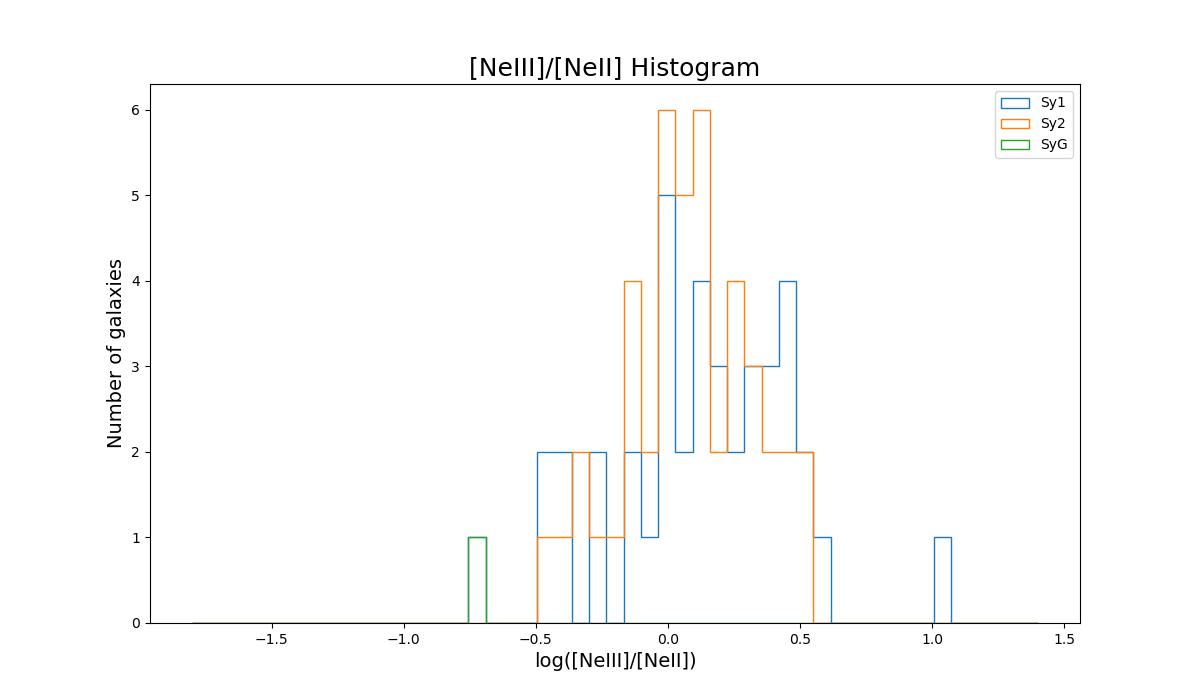 [NeIII]/[NeII] Histogram
Sy1
Sy2
SyG
Number of galaxies
6
5
4
3
2
1
0
−1.5 −1.0 −0.5 0.0 0.5 1.0 1.5
log([NeIII]/[NeII])